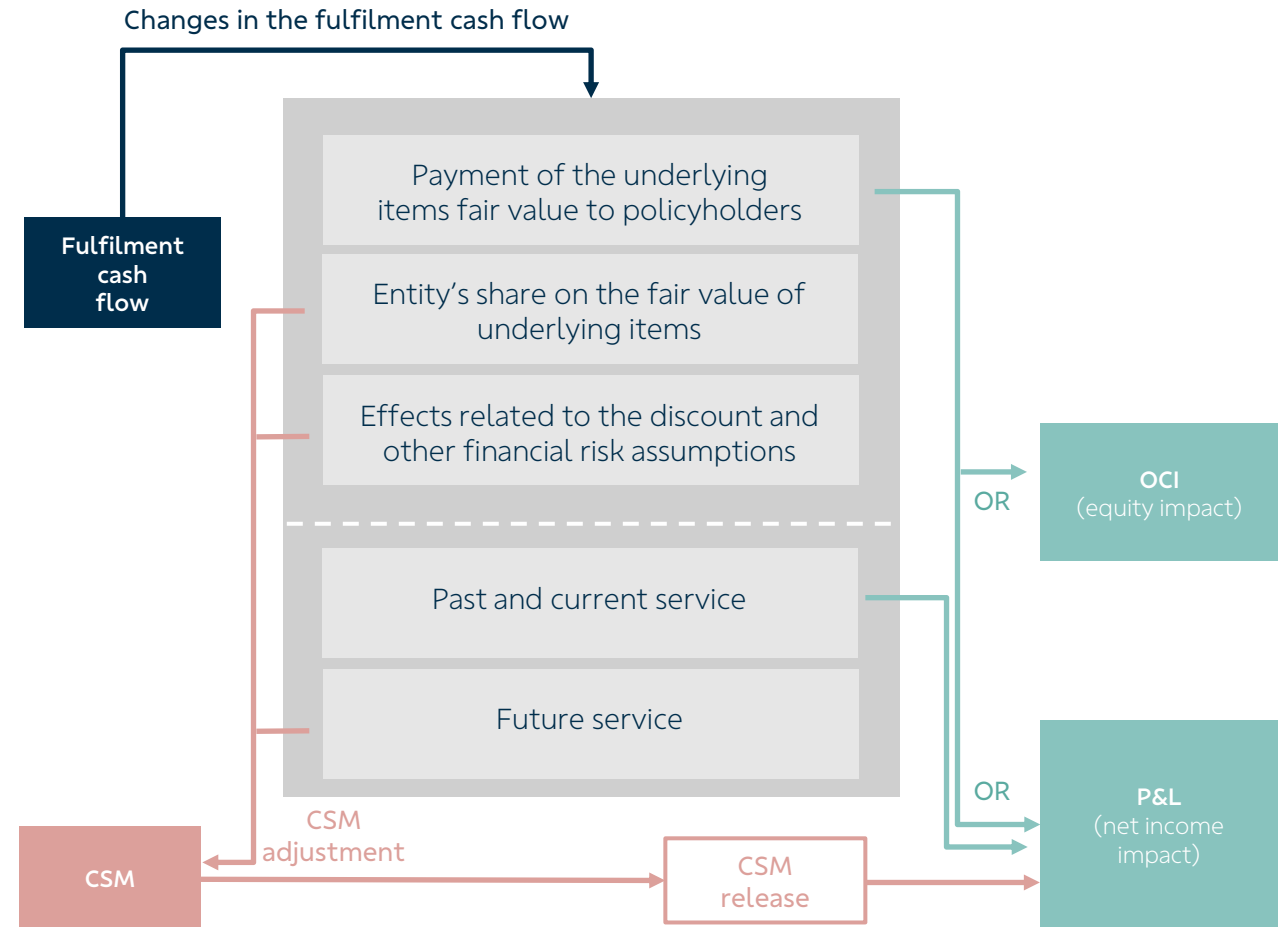 Changes in the fulfilment cash flow
Payment of the underlying
items fair value to policyholders
Fulfilment
cash
flow
Entity’s share on the fair value of
underlying items
Effects related to the discount and
other financial risk assumptions
OCI
(equity impact)
OR
Past and current service
Future service
OR
P&L
(net income
impact)
CSM
adjustment
CSM
CSM
release